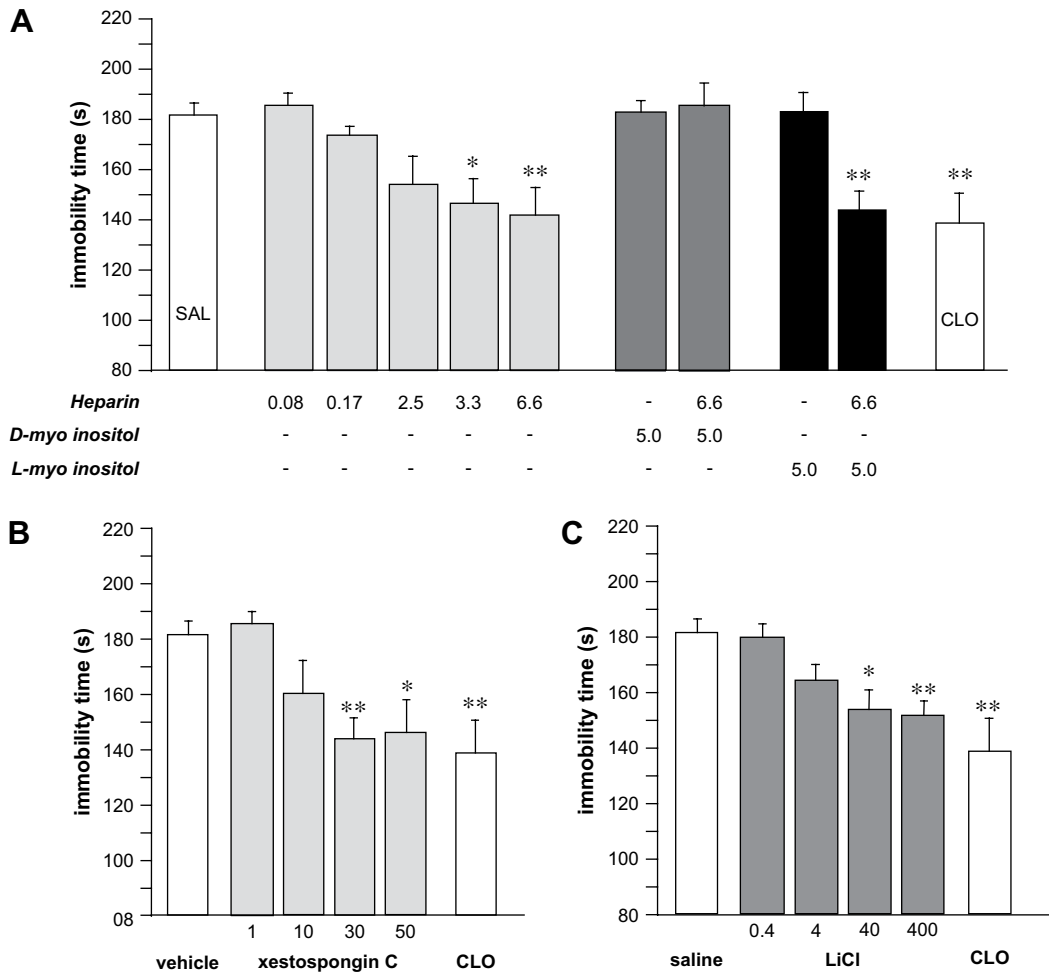 A
immobility time (s)
220
200
180
160
140
120
100
80
SAL
*
**
**
**
CLO
Heparin 0.08 0.17 2.5 3.3 6.6 - 6.6 - 6.6
D-myo inositol - - - - - 5.0 5.0 - -
L-myo inositol - - - - - - - 5.0 5.0
B
immobility time (s)
220
200
180
160
140
120
100
08
**
*
**
1 10 30 50
vehicle xestospongin C CLO
C
immobility time (s)
220
200
180
160
140
120
100
80
*
**
**
0.4 4 40 400
saline LiCl CLO